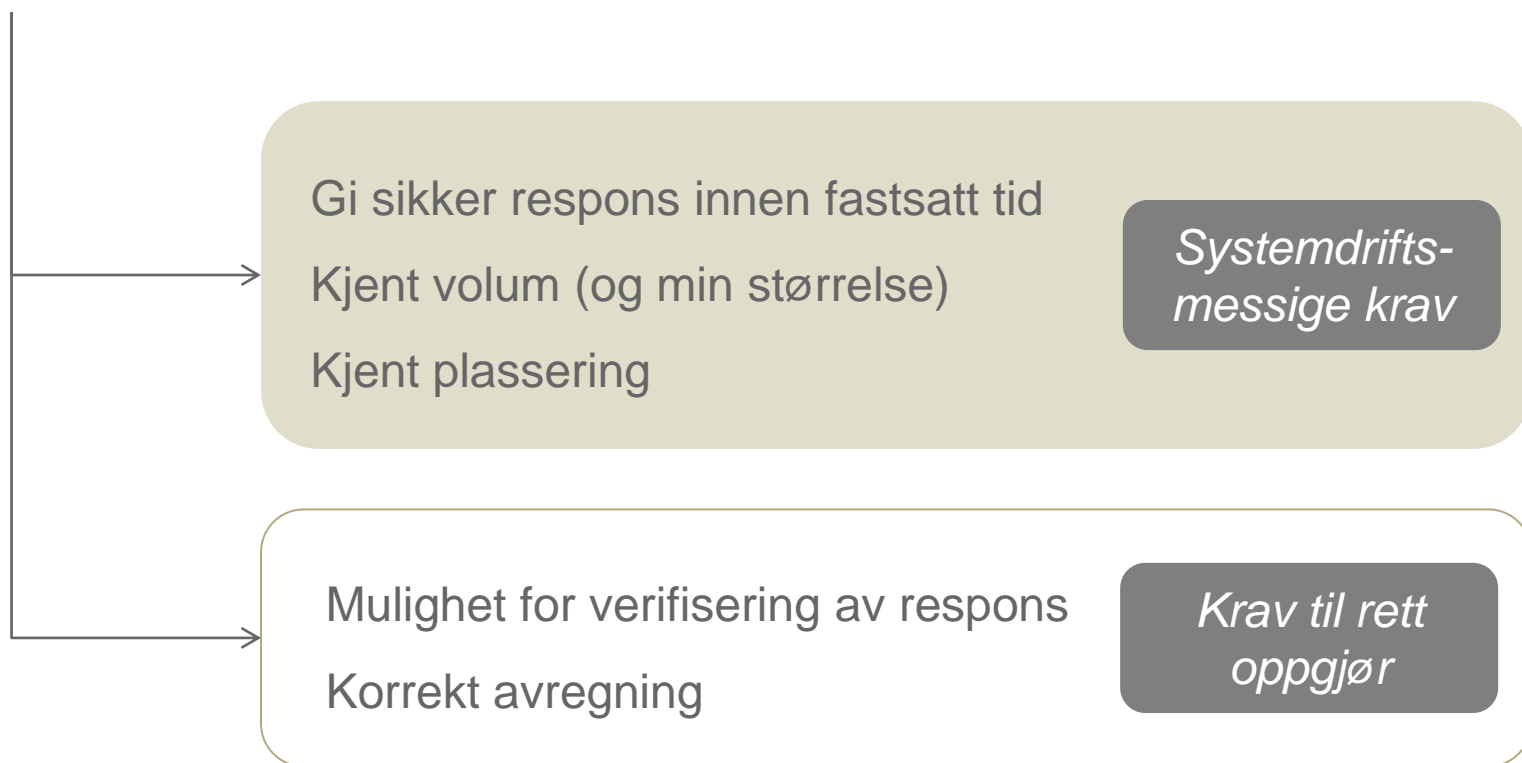 Gi sikker respons innen fastsatt tid
Kjent volum (og min størrelse)
Kjent plassering
Systemdrifts-
messige krav
Mulighet for verifisering av respons
Korrekt avregning
Krav til rett
oppgjør